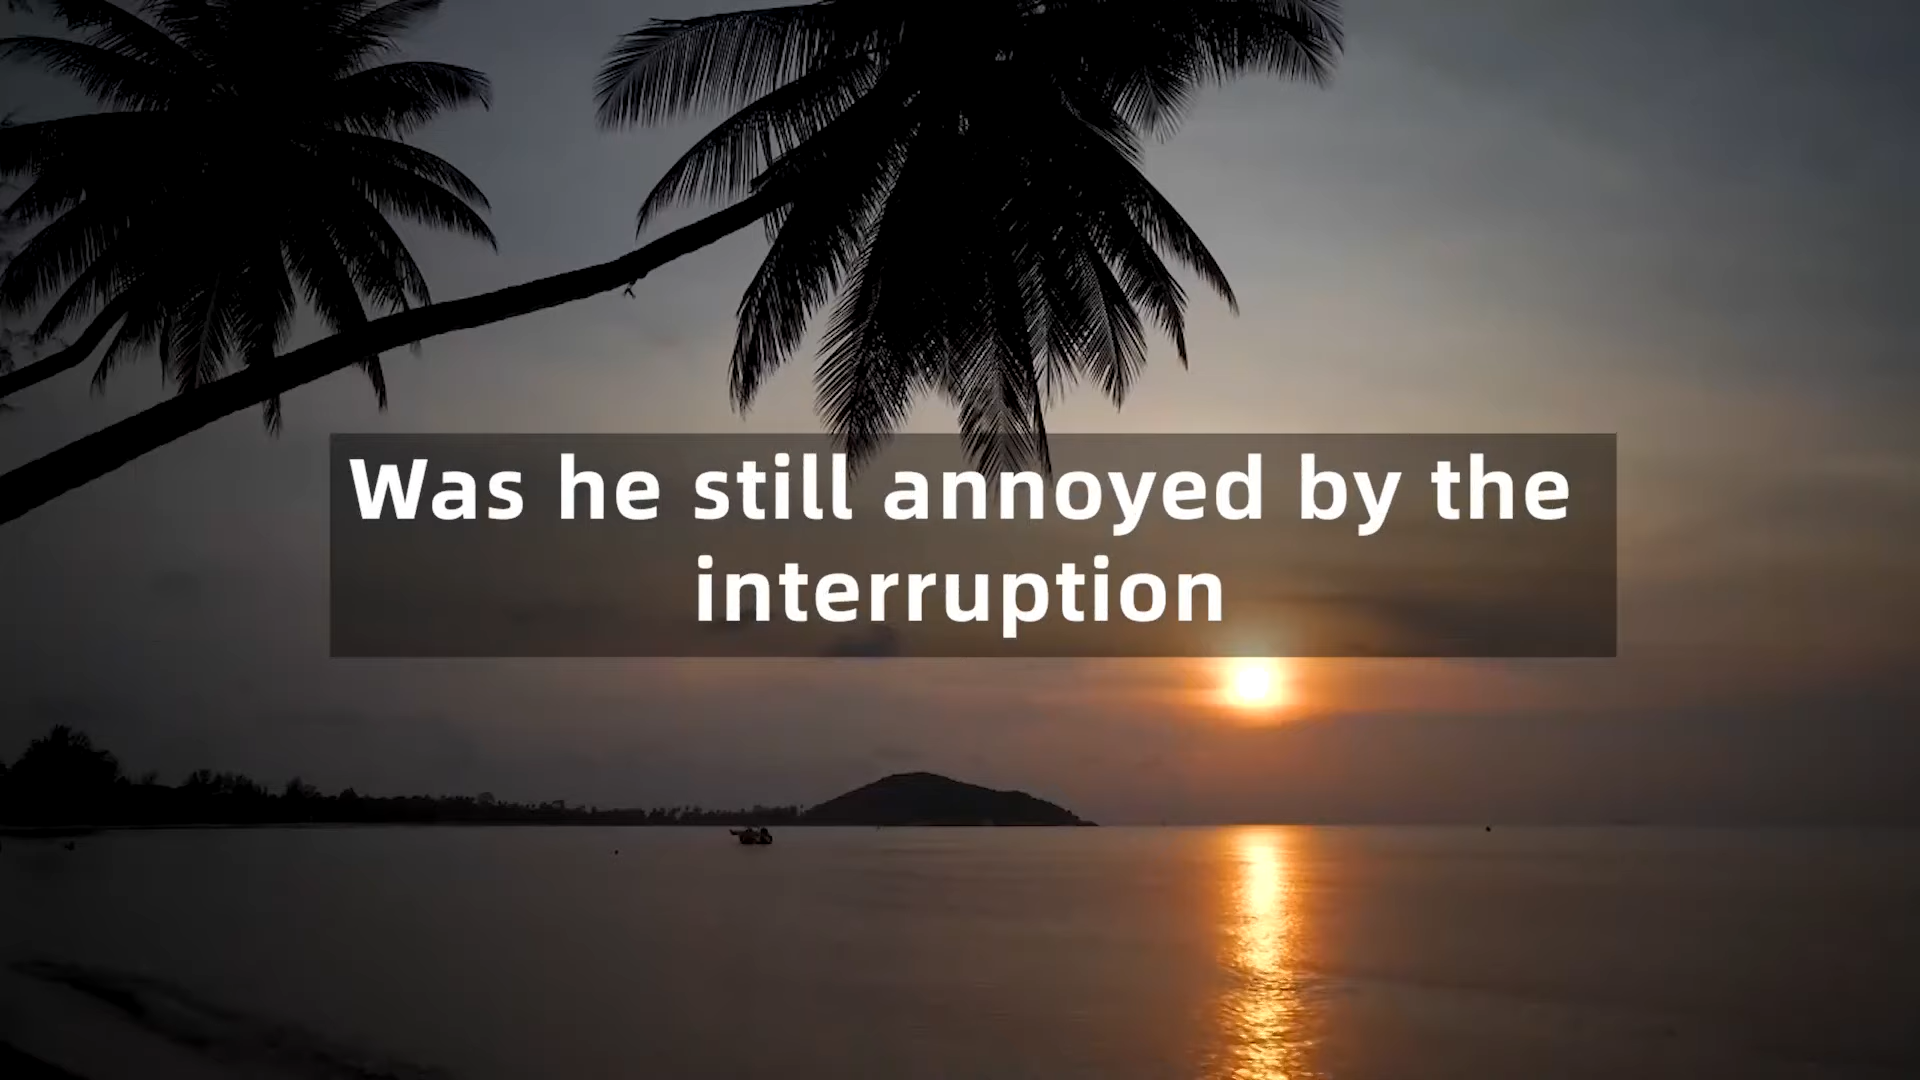 Was he still annoyed by the
interruption